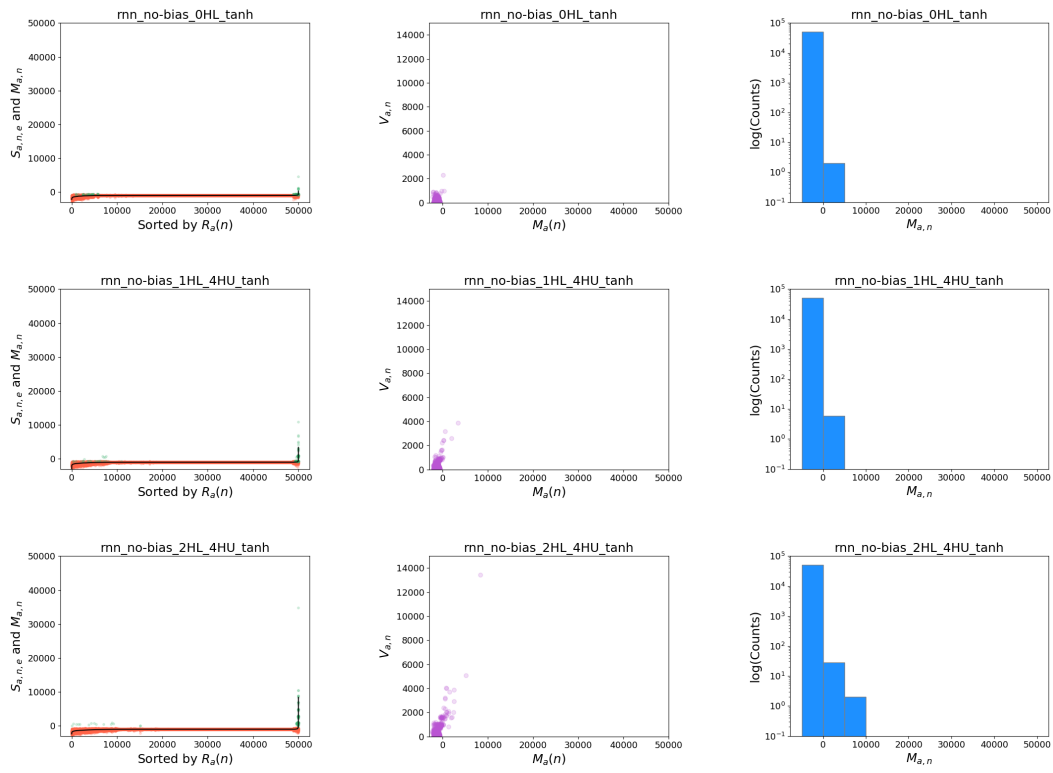 rnn_no-bias_0HL_tanh
50000
40000
30000
20000
10000
0
S_{a,n,e} and M_{a,n}
0 10000 20000 30000 40000 50000
Sorted by R_a(n)
rnn_no-bias_0HL_tanh
14000
12000
10000
8000
6000
4000
2000
0
V_{a,n}
0 10000 20000 30000 40000 50000
M_a(n)
rnn_no-bias_0HL_tanh
10^5
10^4
10^3
10^2
10^1
10^0
10^{-1}
log(Counts)
0 10000 20000 30000 40000 50000
M_{a,n}
rnn_no-bias_1HL_4HU_tanh
50000
40000
30000
20000
10000
0
S_{a,n,e} and M_{a,n}
0 10000 20000 30000 40000 50000
Sorted by R_a(n)
rnn_no-bias_1HL_4HU_tanh
14000
12000
10000
8000
6000
4000
2000
0
V_{a,n}
0 10000 20000 30000 40000 50000
M_a(n)
rnn_no-bias_1HL_4HU_tanh
10^5
10^4
10^3
10^2
10^1
10^0
10^{-1}
log(Counts)
0 10000 20000 30000 40000 50000
M_{a,n}
rnn_no-bias_2HL_4HU_tanh
50000
40000
30000
20000
10000
0
S_{a,n,e} and M_{a,n}
0 10000 20000 30000 40000 50000
Sorted by R_a(n)
rnn_no-bias_2HL_4HU_tanh
14000
12000
10000
8000
6000
4000
2000
0
V_{a,n}
0 10000 20000 30000 40000 50000
M_a(n)
rnn_no-bias_2HL_4HU_tanh
10^5
10^4
10^3
10^2
10^1
10^0
10^{-1}
log(Counts)
0 10000 20000 30000 40000 50000
M_{a,n}